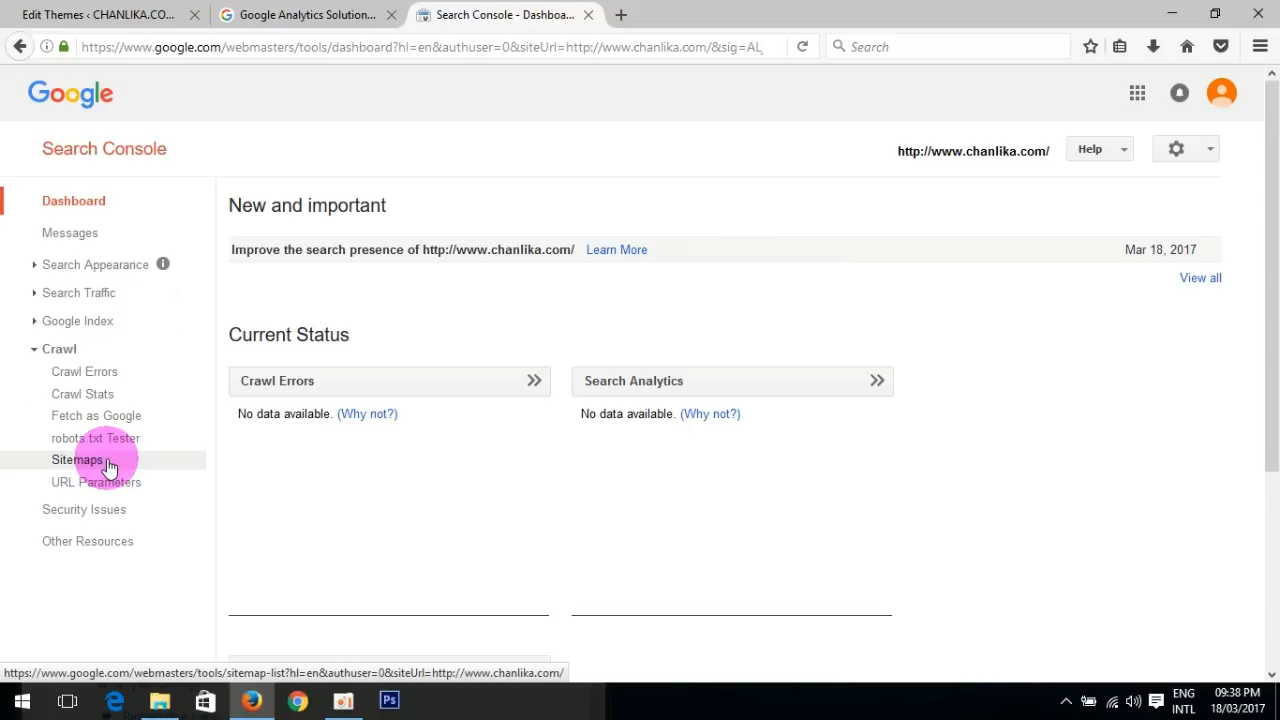 Edit Themes ‹ CHANLIKA.CO...
Google Analytics Solution...
Search Console - Dashboa...
https://www.google.com/webmasters/tools/dashboard?hl=en&authuser=0&siteUrl=http://www.chanlika.com/&sig=AL
Search
Google
Search Console
http://www.chanlika.com/
Help
Dashboard
Messages
Search Appearance
Search Traffic
Google Index
Crawl
Crawl Errors
Crawl Stats
Fetch as Google
robots.txt Tester
Sitemaps
URL Parameters
Security Issues
Other Resources
New and important
Improve the search presence of http://www.chanlika.com/ Learn More Mar 18, 2017
View all
Current Status
Crawl Errors
No data available. (Why not?)
Search Analytics
No data available. (Why not?)
https://www.google.com/webmasters/tools/sitemap-list?hl=en&authuser=0&siteUrl=http://www.chanlika.com/
Ps
ENG
INTL
09:38 PM
18/03/2017